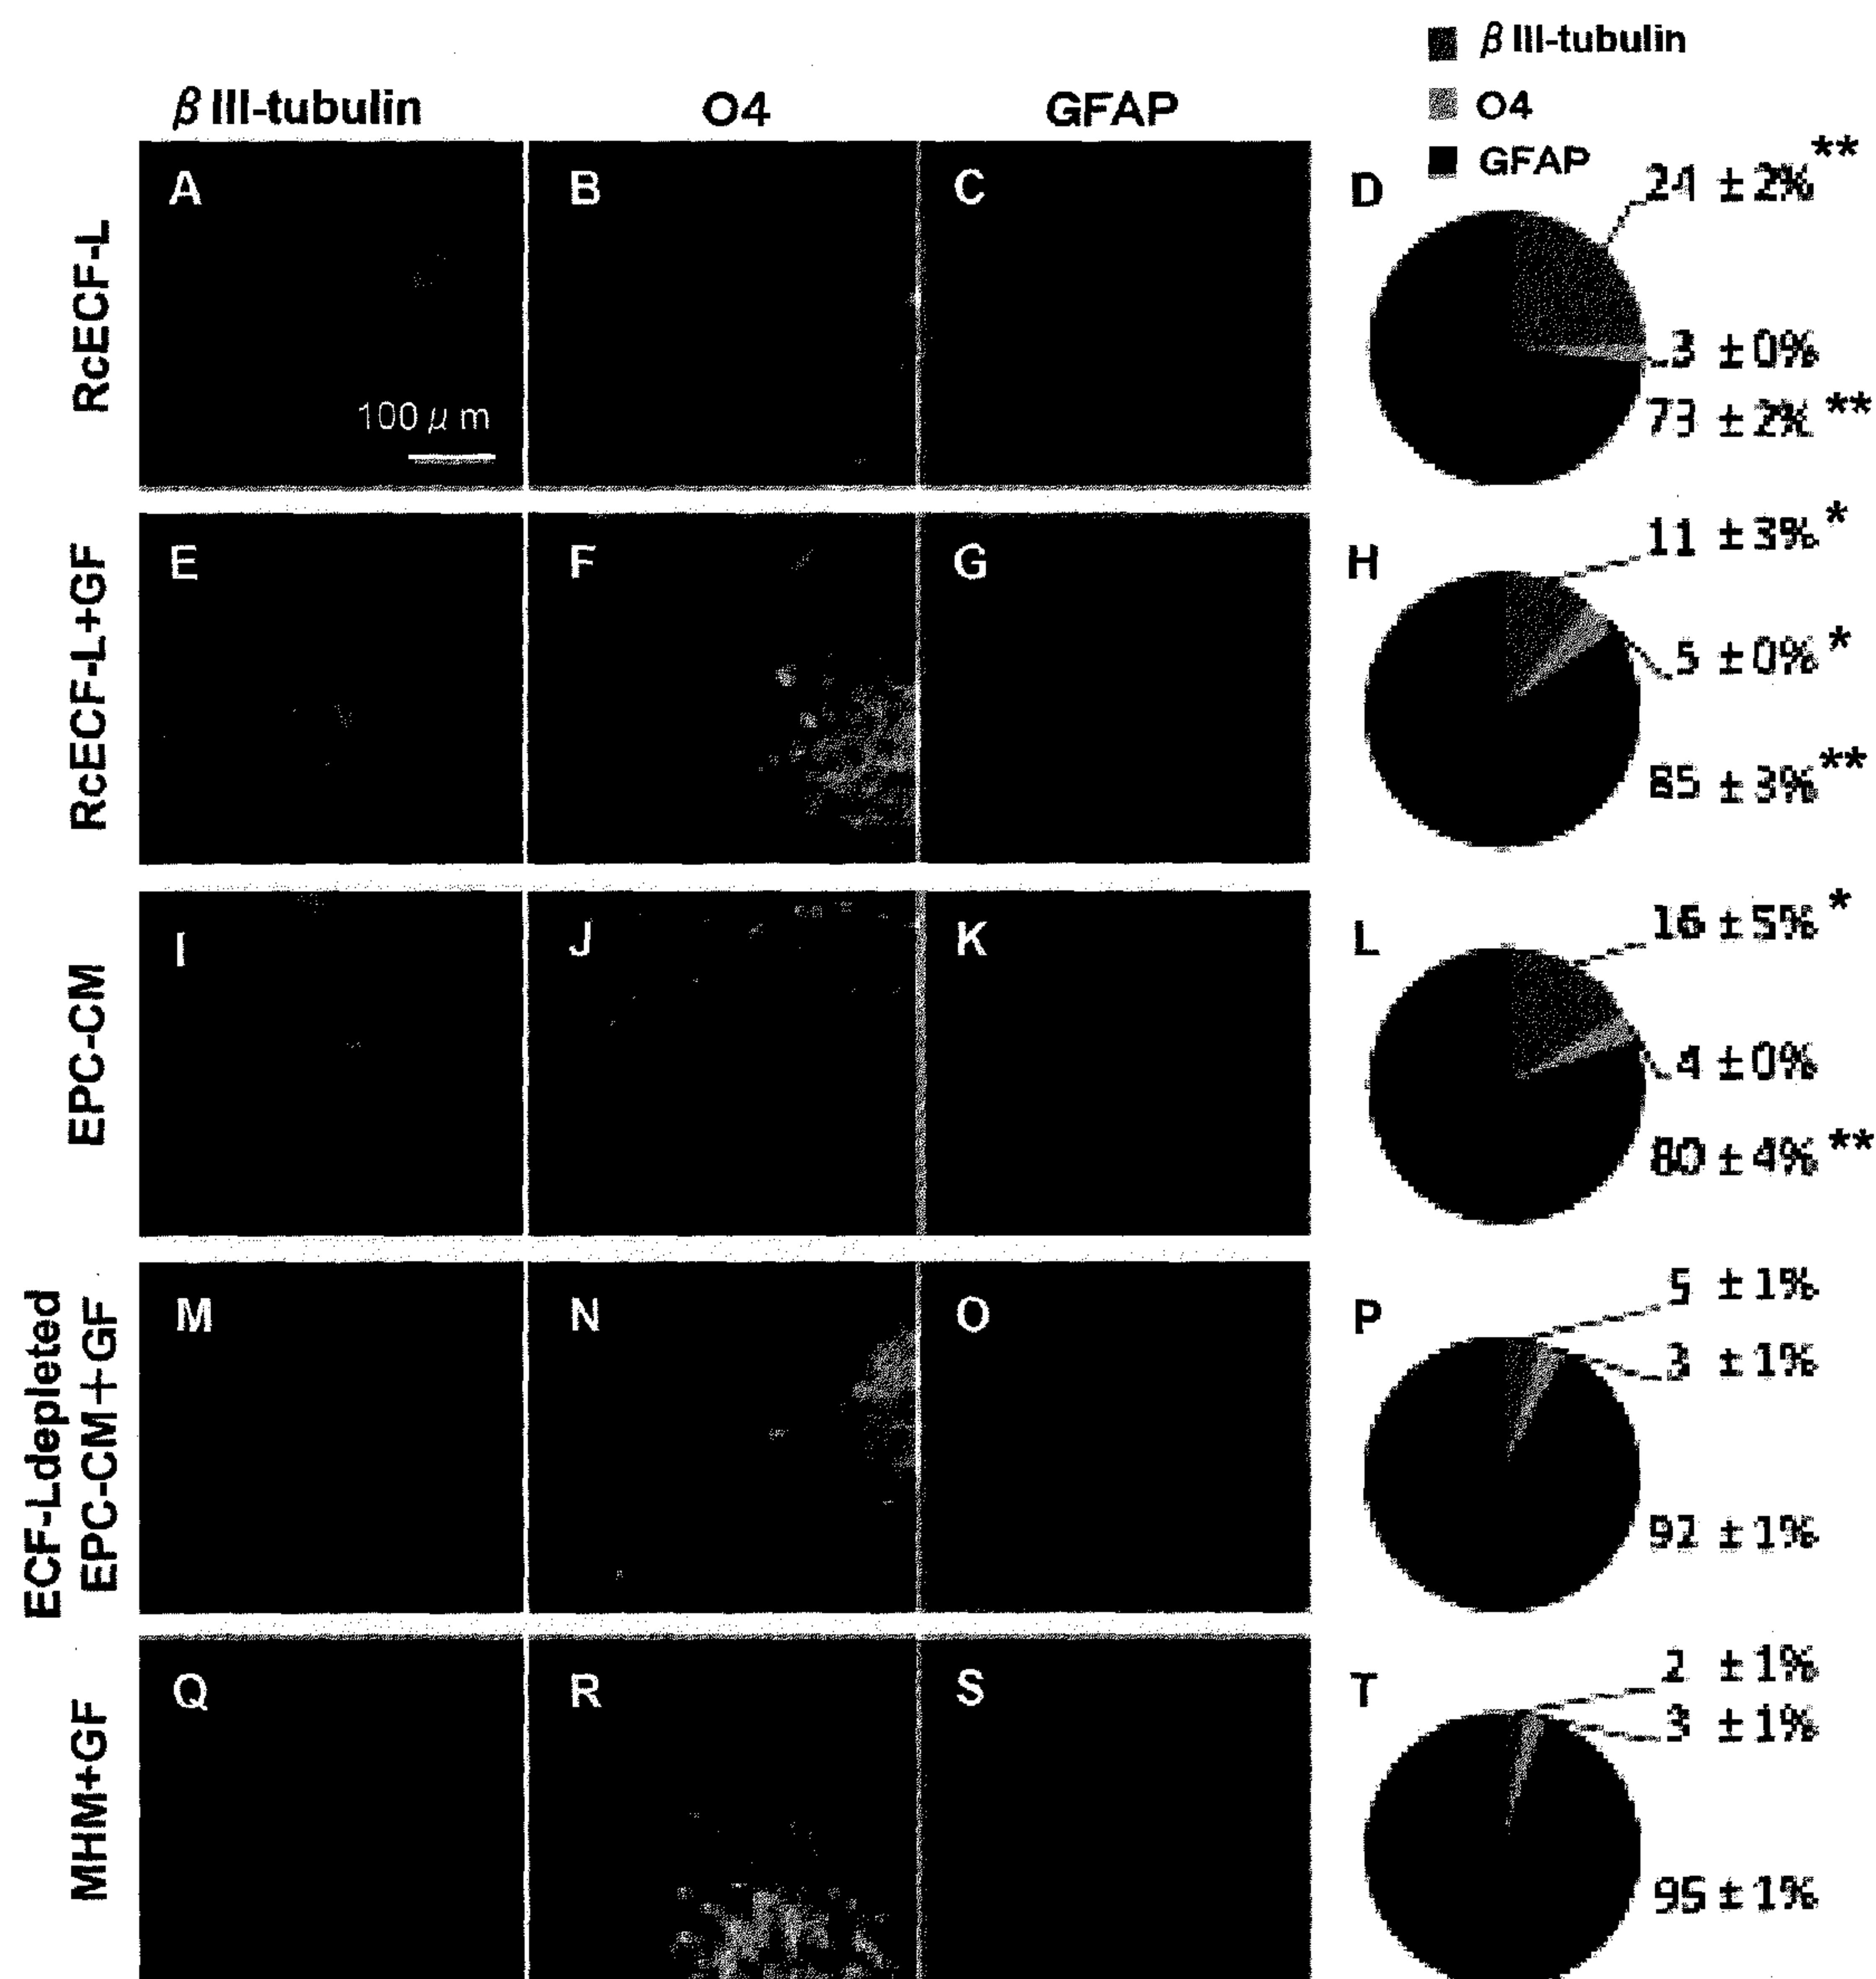 β III-tubulin
O4
GFAP
β III-tubulin O4 GFAP
RcECF-L
A
B
C
D
100 μ m
24 ±2% **
3 ±0%
73 ±2% **
RcECF-L+GF
E
F
G
H
11 ±3% *
5 ±0% *
85 ±3% **
EPC-CM
I
J
K
L
16 ±5% *
4 ±0%
80 ±4% **
ECF-Ldepleted
EPC-CM+GF
M
N
O
P
5 ±1%
3 ±1%
92 ±1%
MHM+GF
Q
R
S
T
2 ±1%
3 ±1%
95 ±1%